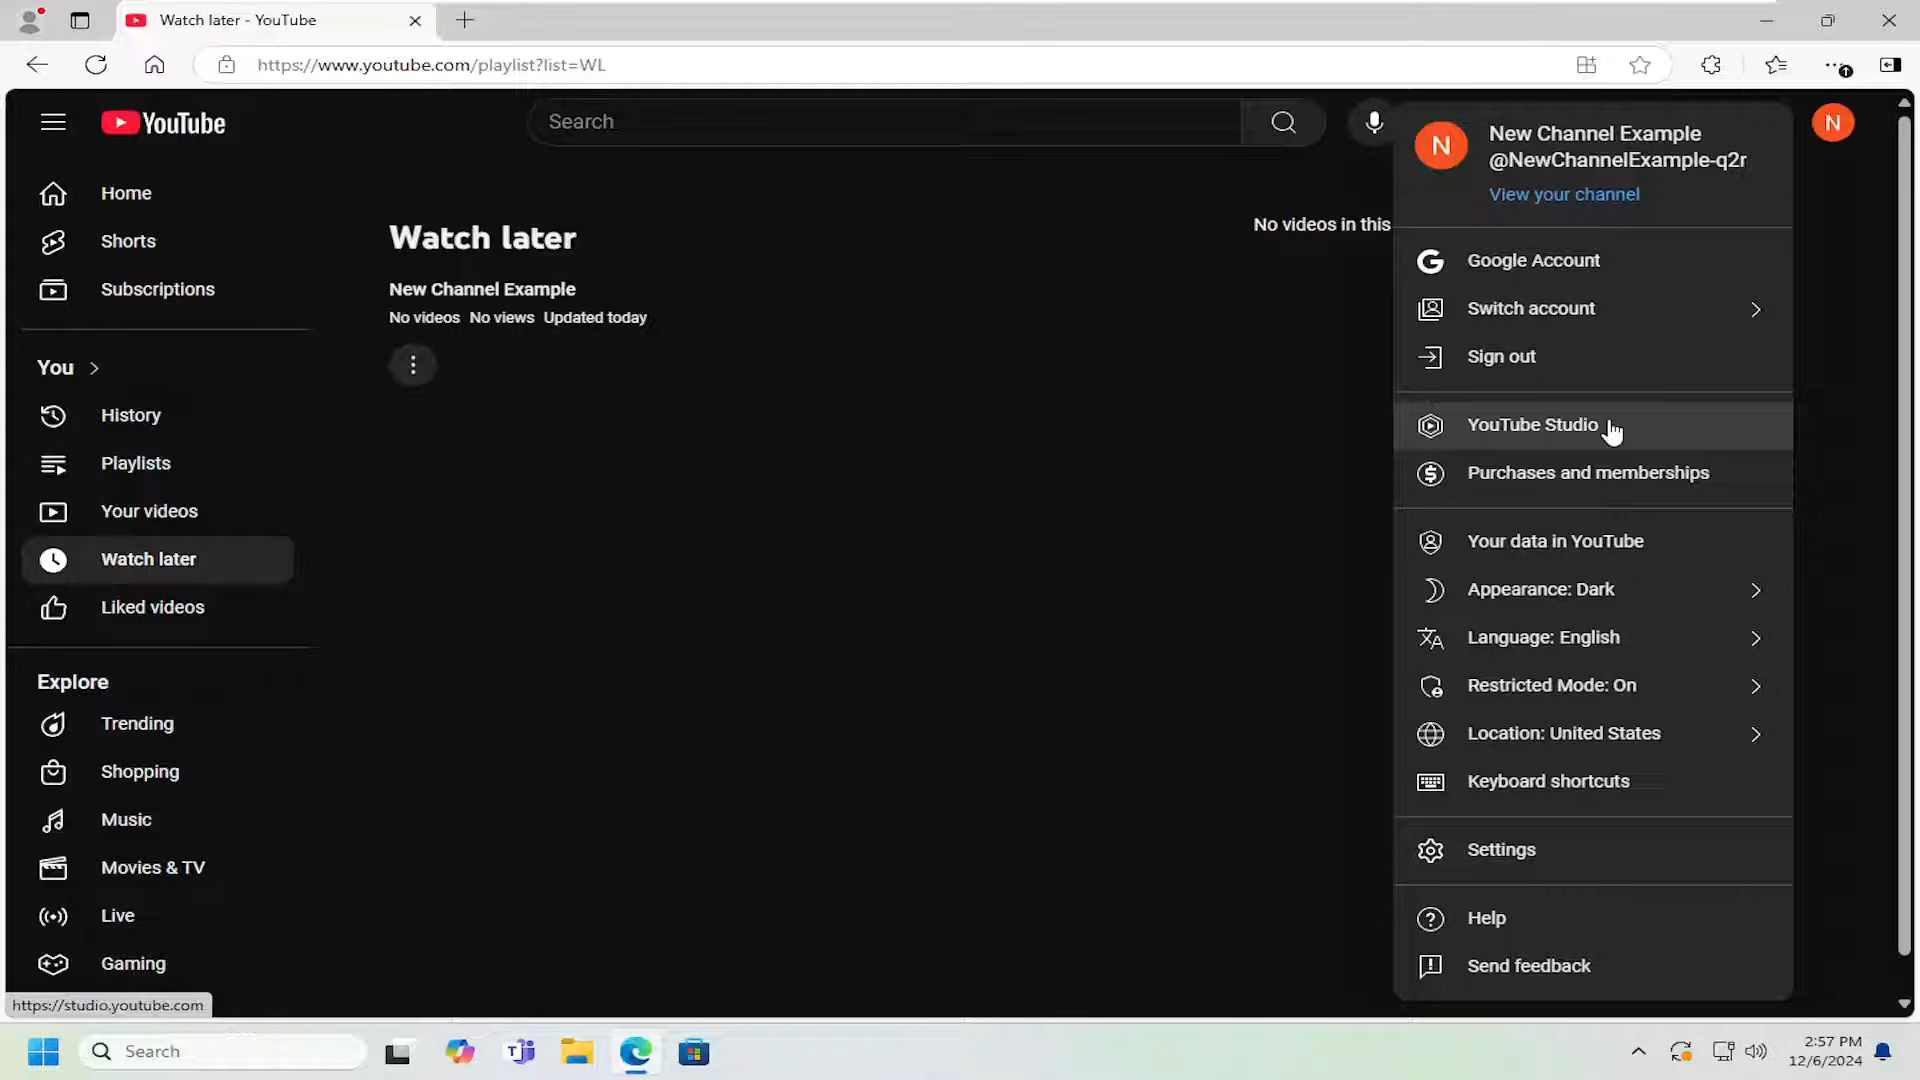 Watch later - YouTube
https://www.youtube.com/playlist?list=WL
YouTube
Search
N
Home
Shorts
Subscriptions
You
History
Playlists
Your videos
Watch later
Liked videos
Explore
Trending
Shopping
Music
Movies & TV
Live
Gaming
https://studio.youtube.com
Watch later
New Channel Example
No videos No views Updated today
No videos in this
N
New Channel Example
@NewChannelExample-q2r
View your channel
Google Account
Switch account
Sign out
YouTube Studio
Purchases and memberships
Your data in YouTube
Appearance: Dark
Language: English
Restricted Mode: On
Location: United States
Keyboard shortcuts
Settings
Help
Send feedback
Search
2:57 PM
12/6/2024